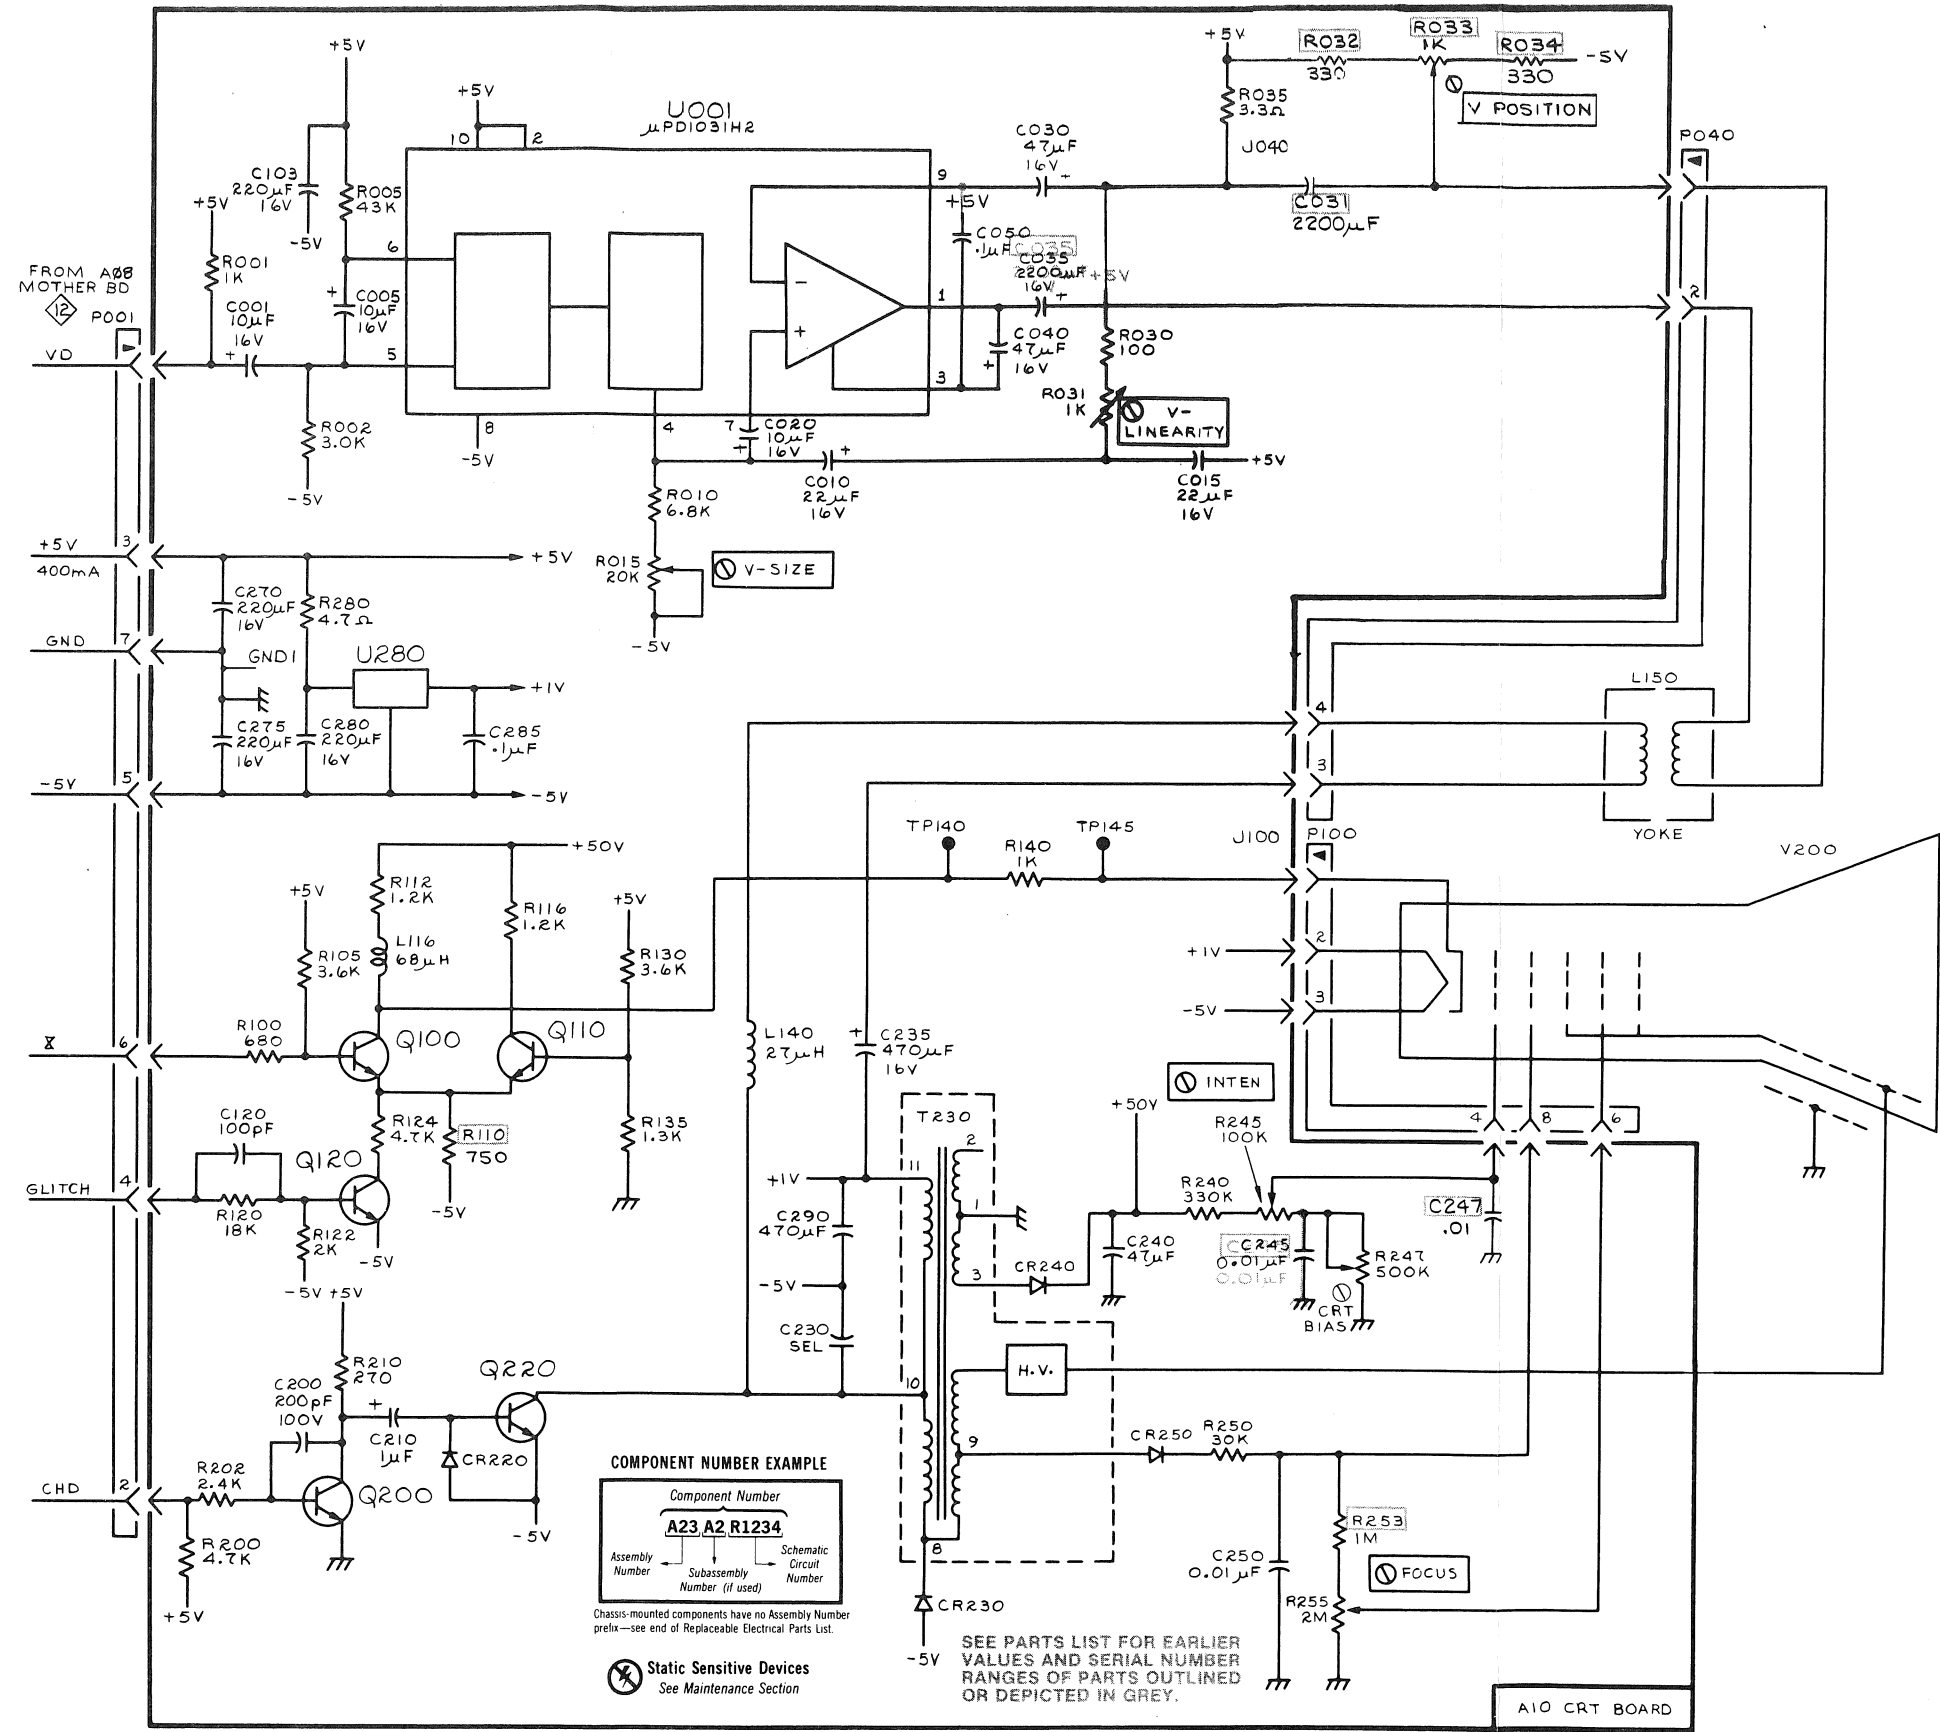 +5V
+5V
C103
220µF
16V
-5V
R005
43K
+5V
R001
1K
FROM A08
MOTHER BD
12
P001
C001
10µF
16V
+
+
C005
10µF
16V
VD
R002
3.0K
-5V
U001
µPD1031H2
10
2
6
5
8
-5V
4
7
9
1
3
-
+
C020
10µF
16V
+
C010
22µF
16V
+
R010
6.8K
R015
20K
V-SIZE
-5V
C030
47µF
16V
+
+5V
C050
.1µF
C035
C035
2200µF
16V
+
+5V
C040
47µF
16V
+
R030
100
R031
1K
V-
LINEARITY
C015
22µF
16V
+5V
+5V
R035
3.3Ω
J040
R032
330
R033
1K
R034
330
-5V
V POSITION
C031
2200µF
P040
2
+5V
400mA
3
+5V
C270
220µF
16V
R280
4.7Ω
GND
7
GND1
U280
+1V
C275
220µF
16V
C280
220µF
16V
C285
.1µF
-5V
5
-5V
4
3
L150
YOKE
+50V
R112
1.2K
R116
1.2K
+5V
R105
3.6K
L116
68µH
+5V
R130
3.6K
TP140
R140
1K
TP145
J100
P100
V200
+1V
2
-5V
3
6
R100
680
Q100
Q110
L140
27µH
+
C235
470µF
16V
C120
100pF
R124
4.7K
R110
750
-5V
R135
1.3K
GLITCH
4
R120
18K
Q120
R122
2K
-5V
-5V
T230
+1V
11
2
C290
470µF
-5V
C230
SEL
10
1
3
CR240
+50V
INTEN
R245
100K
R240
330K
C240
47µF
C245
0.01µF
0.01µF
CRT
BIAS
R247
500K
C247
.01
4
8
6
+5V
R210
270
C200
200pF
100V
+
C210
1µF
Q220
CR220
-5V
CHD
2
R202
2.4K
Q200
R200
4.7K
+5V
H.V.
9
CR250
R250
30K
8
CR230
-5V
C250
0.01µF
R253
1M
R255
2M
FOCUS
COMPONENT NUMBER EXAMPLE
Component Number
A23 A2 R1234
Assembly
Number
Subassembly
Number (if used)
Schematic
Circuit
Number
Chassis-mounted components have no Assembly Number
prefix—see end of Replaceable Electrical Parts List.
Static Sensitive Devices
See Maintenance Section
SEE PARTS LIST FOR EARLIER
VALUES AND SERIAL NUMBER
RANGES OF PARTS OUTLINED
OR DEPICTED IN GREY.
A10 CRT BOARD